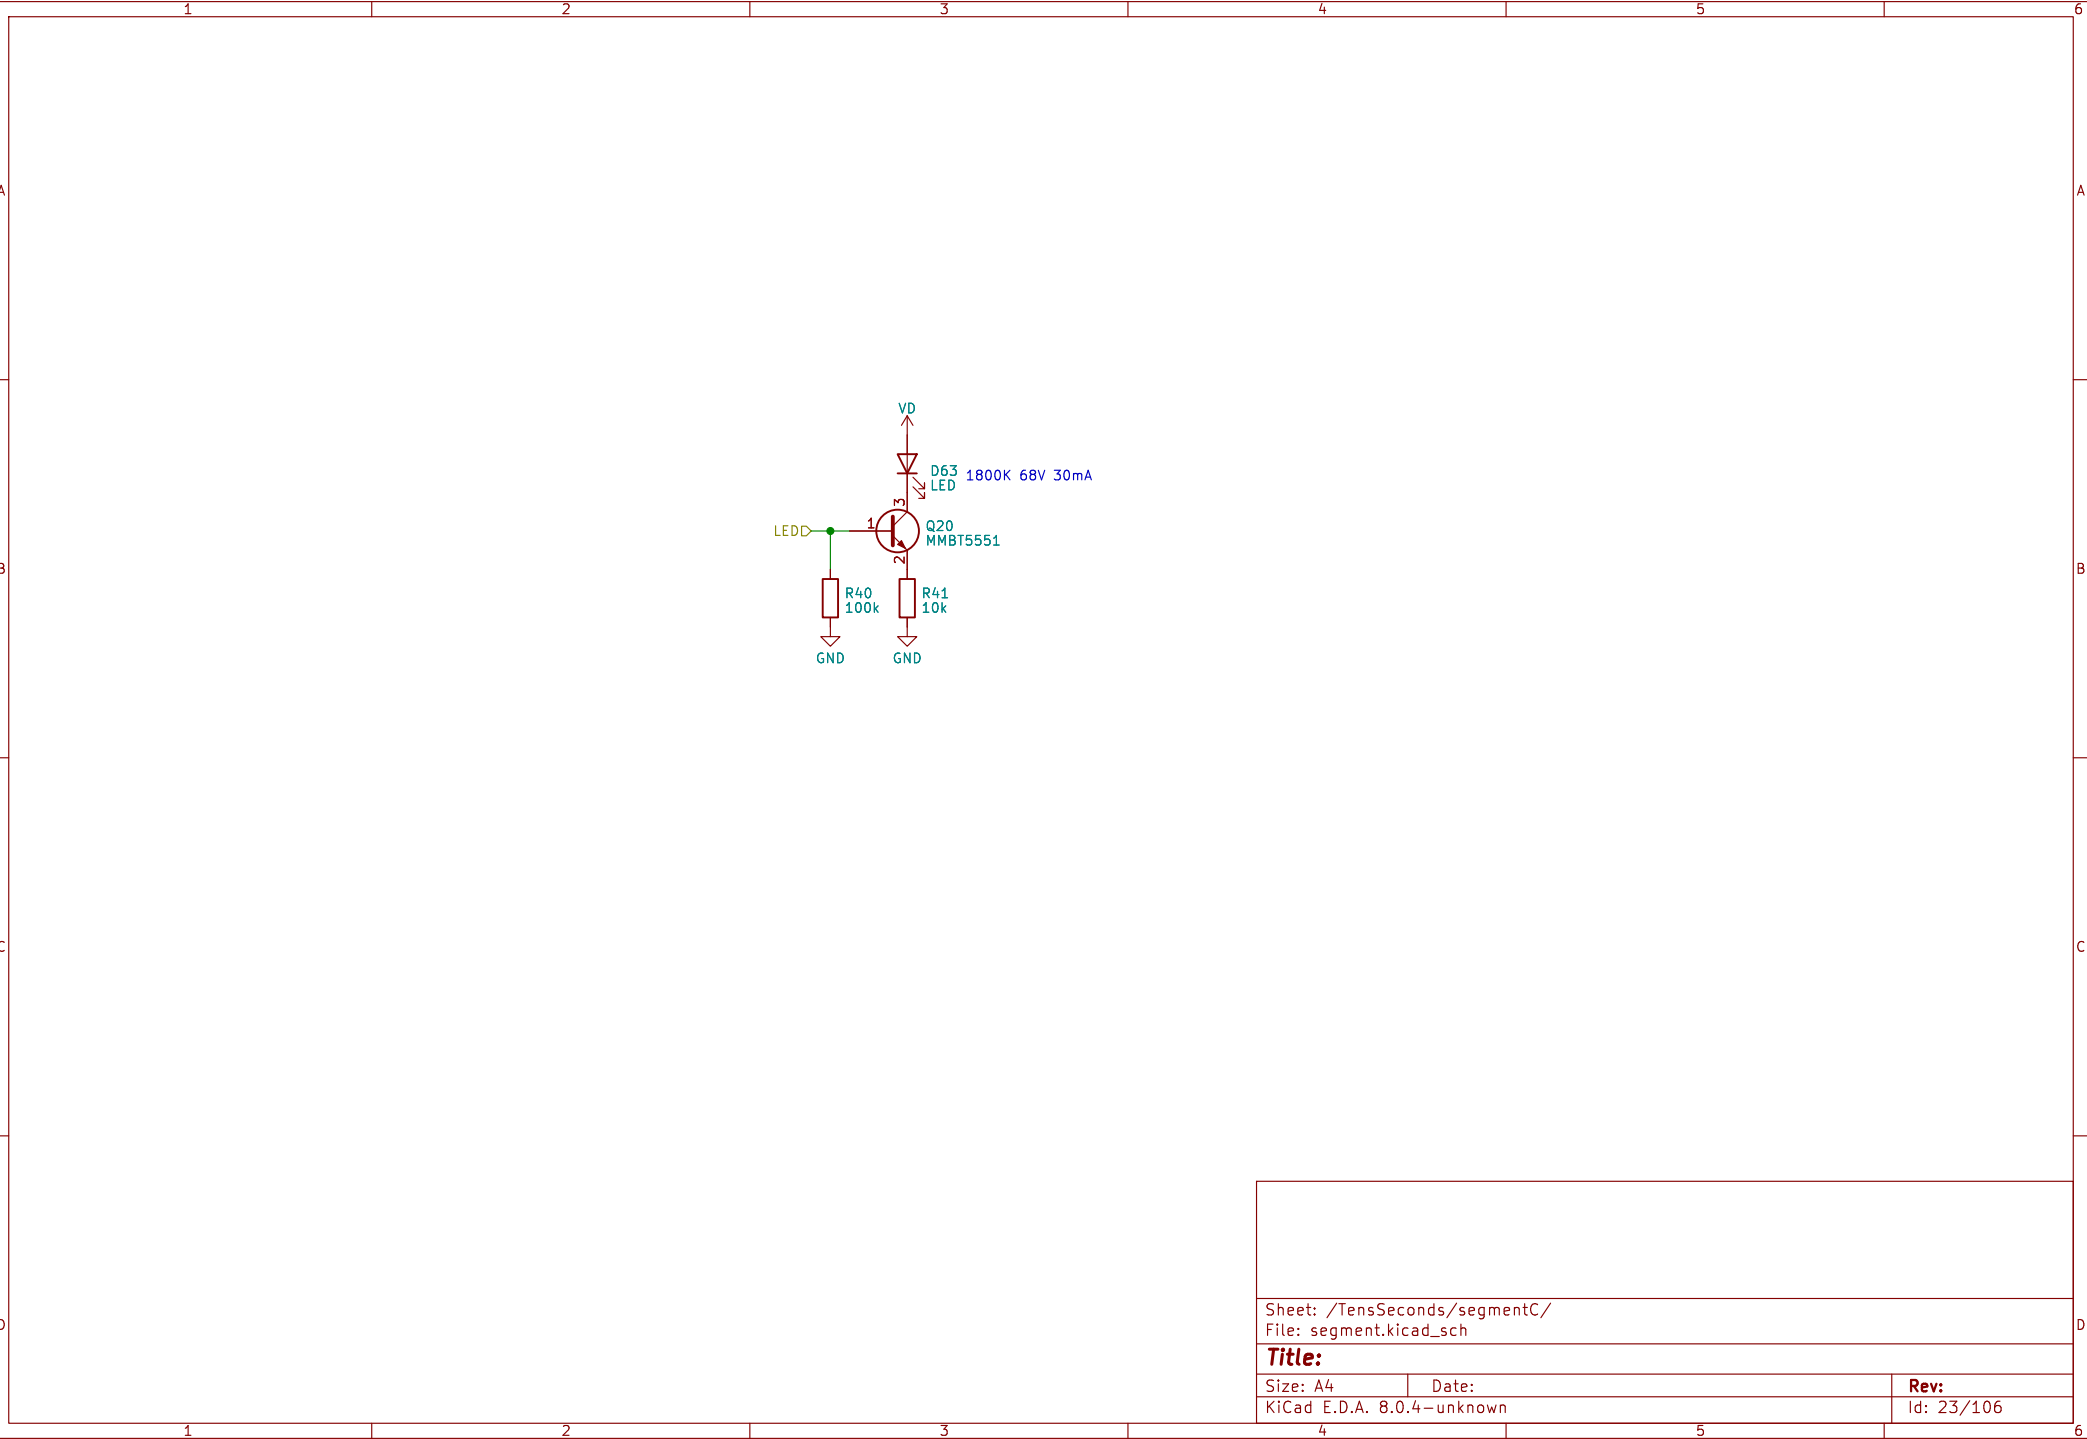 1 2 3 4 5 6
A A
VD
D63
LED
1800K 68V 30mA
3
LED
1
Q20
MMBT5551
2
B B
R40
100k
R41
10k
GND GND
C C
Sheet: /TensSeconds/segmentC/
File: segment.kicad_sch
D D
Title:
Size: A4 Date: Rev:
KiCad E.D.A. 8.0.4-unknown Id: 23/106
1 2 3 4 5 6